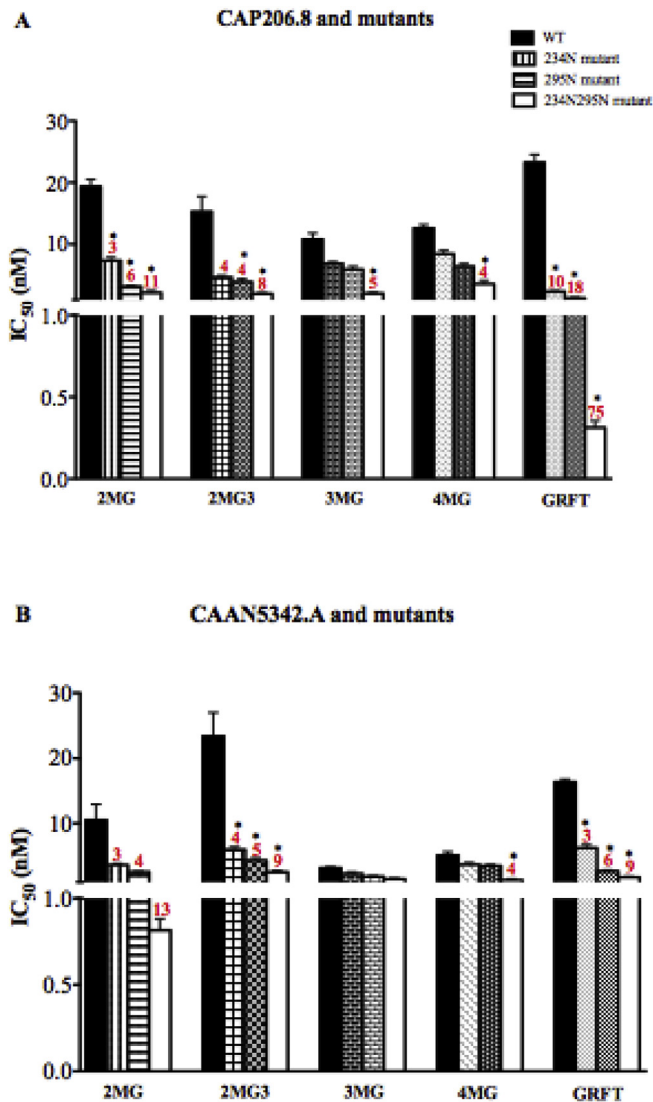 A CAP206.8 and mutants
WT
234N mutant
295N mutant
234N295N mutant
IC50 (nM)
30
20
10
1.0
0.5
0.0
3 6 11
4 4 8
5
4
10 18 75
2MG 2MG3 3MG 4MG GRFT
B CAAN5342.A and mutants
IC50 (nM)
30
20
10
1.0
0.5
0.0
3 4 13
4 5 9
4
3 6 9
2MG 2MG3 3MG 4MG GRFT